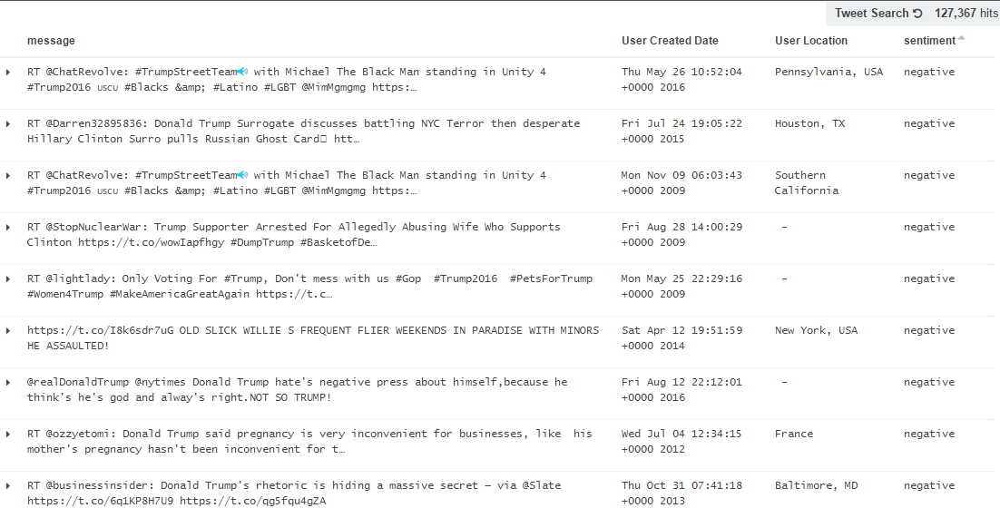 Tweet Search 127,367 hits
message User Created Date User Location sentiment
RT @ChatRevolve: #TrumpStreetTeam🔊 with Michael The Black Man standing in Unity 4 Thu May 26 10:52:04 Pennsylvania, USA negative
#Trump2016 USCU #Blacks &amp; #Latino #LGBT @MimMgmgmg https:… +0000 2016
RT @Darren32895836: Donald Trump Surrogate discusses battling NYC Terror then desperate Fri Jul 24 19:05:22 Houston, TX negative
Hillary Clinton Surro pulls Russian Ghost Card htt… +0000 2015
RT @ChatRevolve: #TrumpStreetTeam🔊 with Michael The Black Man standing in Unity 4 Mon Nov 09 06:03:43 Southern negative
#Trump2016 USCU #Blacks &amp; #Latino #LGBT @MimMgmgmg https:… +0000 2009 California
RT @StopNuclearWar: Trump Supporter Arrested For Allegedly Abusing Wife Who Supports Fri Aug 28 14:00:29 - negative
Clinton https://t.co/wowIapfhgy #DumpTrump #BasketofDe… +0000 2009
RT @lightlady: Only Voting For #Trump, Don't mess with us #Gop #Trump2016 #PetsForTrump Mon May 25 22:29:16 - negative
#Women4Trump #MakeAmericaGreatAgain https://t.c… +0000 2009
https://t.co/I8k6sdr7uG OLD SLICK WILLIE S FREQUENT FLIER WEEKENDS IN PARADISE WITH MINORS Sat Apr 12 19:51:59 New York, USA negative
HE ASSAULTED! +0000 2014
@realDonaldTrump @nytimes Donald Trump hate's negative press about himself,because he Fri Aug 12 22:12:01 - negative
think's he's god and alway's right.NOT SO TRUMP! +0000 2016
RT @ozzyetomi: Donald Trump said pregnancy is very inconvenient for businesses, like his Wed Jul 04 12:34:15 France negative
mother's pregnancy hasn't been inconvenient for t… +0000 2012
RT @businessinsider: Donald Trump's rhetoric is hiding a massive secret — via @Slate Thu Oct 31 07:41:18 Baltimore, MD negative
https://t.co/6q1KP8H7U9 https://t.co/qg5fqu4gZA +0000 2013